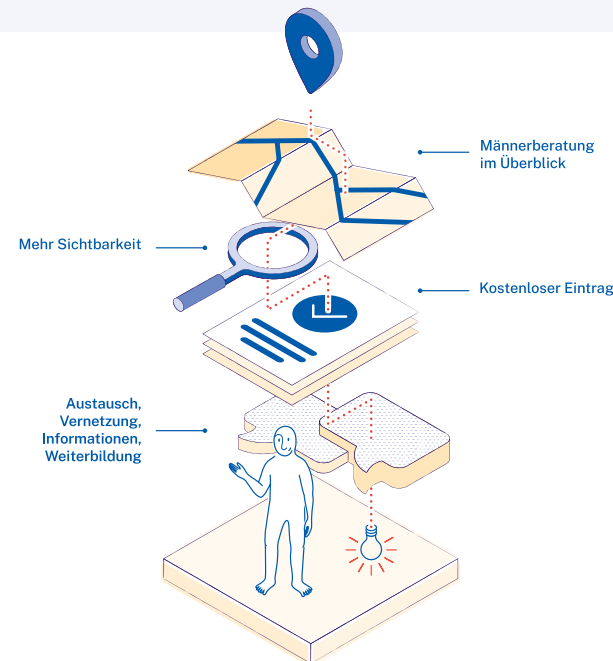 Männerberatung
im Überblick
Mehr Sichtbarkeit
Kostenloser Eintrag
Austausch,
Vernetzung,
Informationen,
Weiterbildung